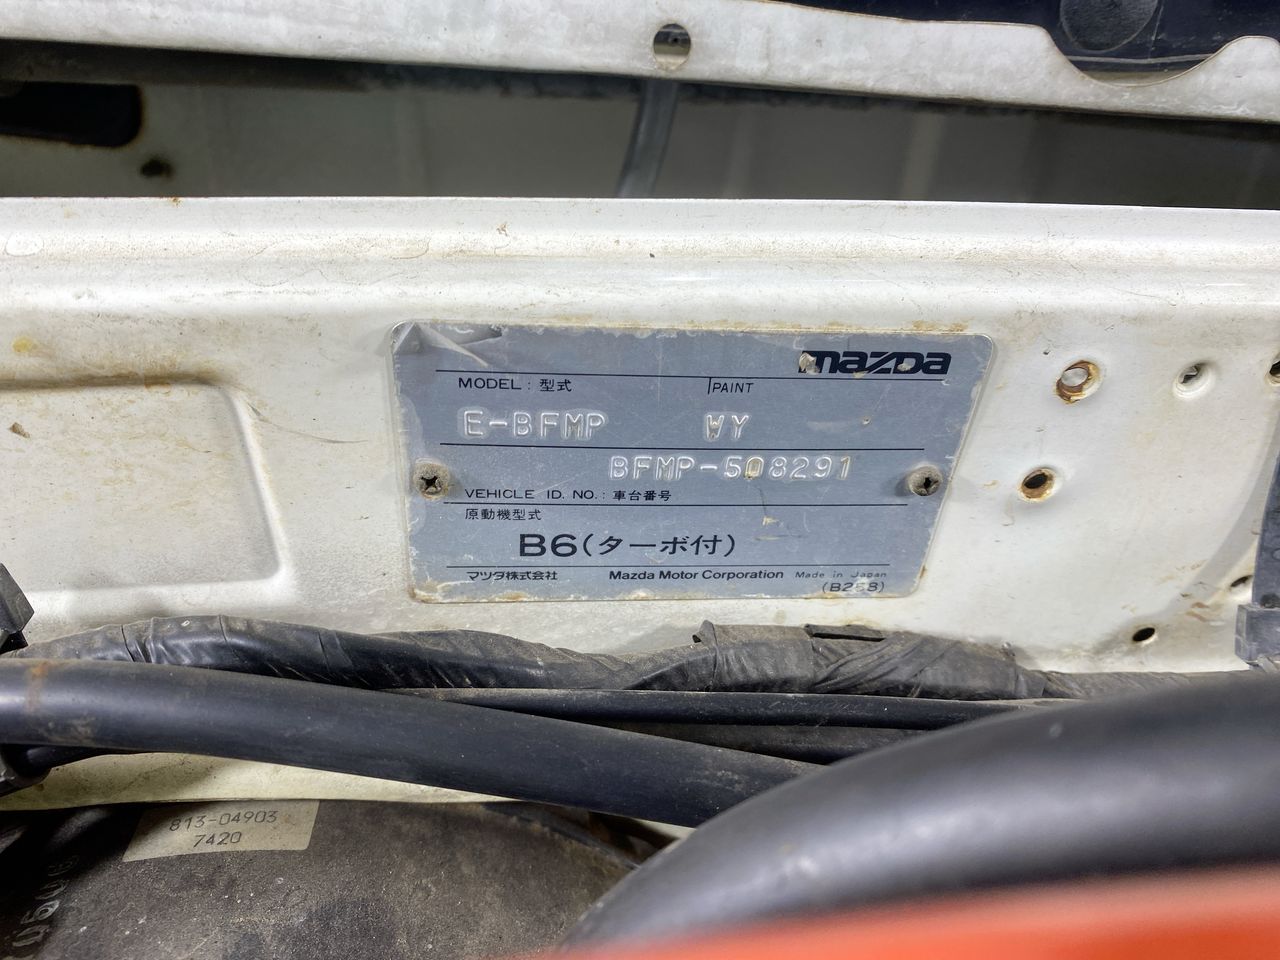 mazda
MODEL: 型式 PAINT
E-BFMP WY
BFMP-508291
VEHICLE ID. NO.: 車台番号
原動機型式
B6(ターボ付)
マツダ株式会社 Mazda Motor Corporation Made in Japan
813-04903
7420